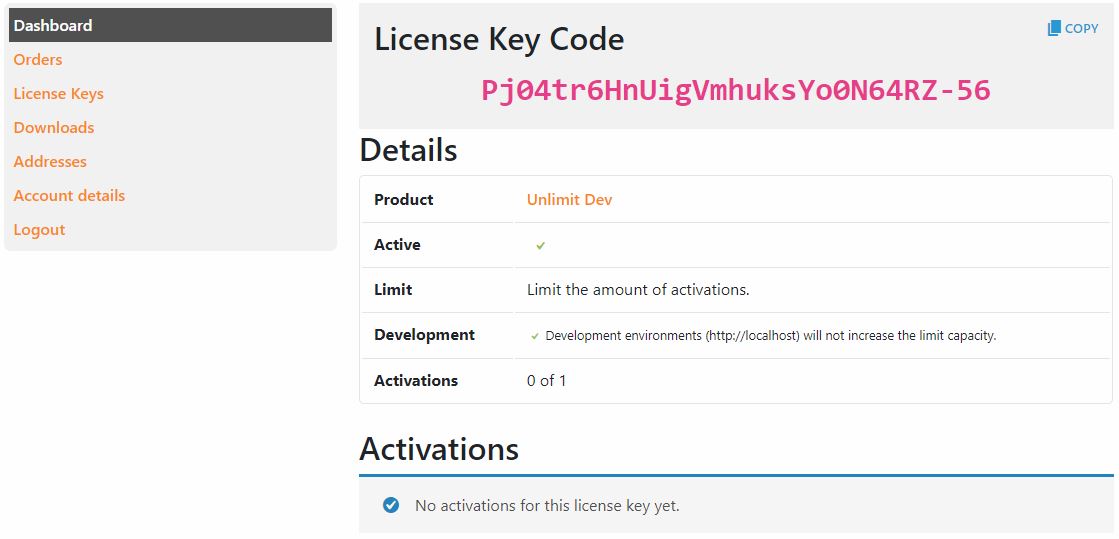 Dashboard
Orders
License Keys
Downloads
Addresses
Account details
Logout
License Key Code
COPY
Pj04tr6HnUigVmhuksYo0N64RZ-56
Details
Product Unlimit Dev
Active
Limit Limit the amount of activations.
Development Development environments (http://localhost) will not increase the limit capacity.
Activations 0 of 1
Activations
No activations for this license key yet.